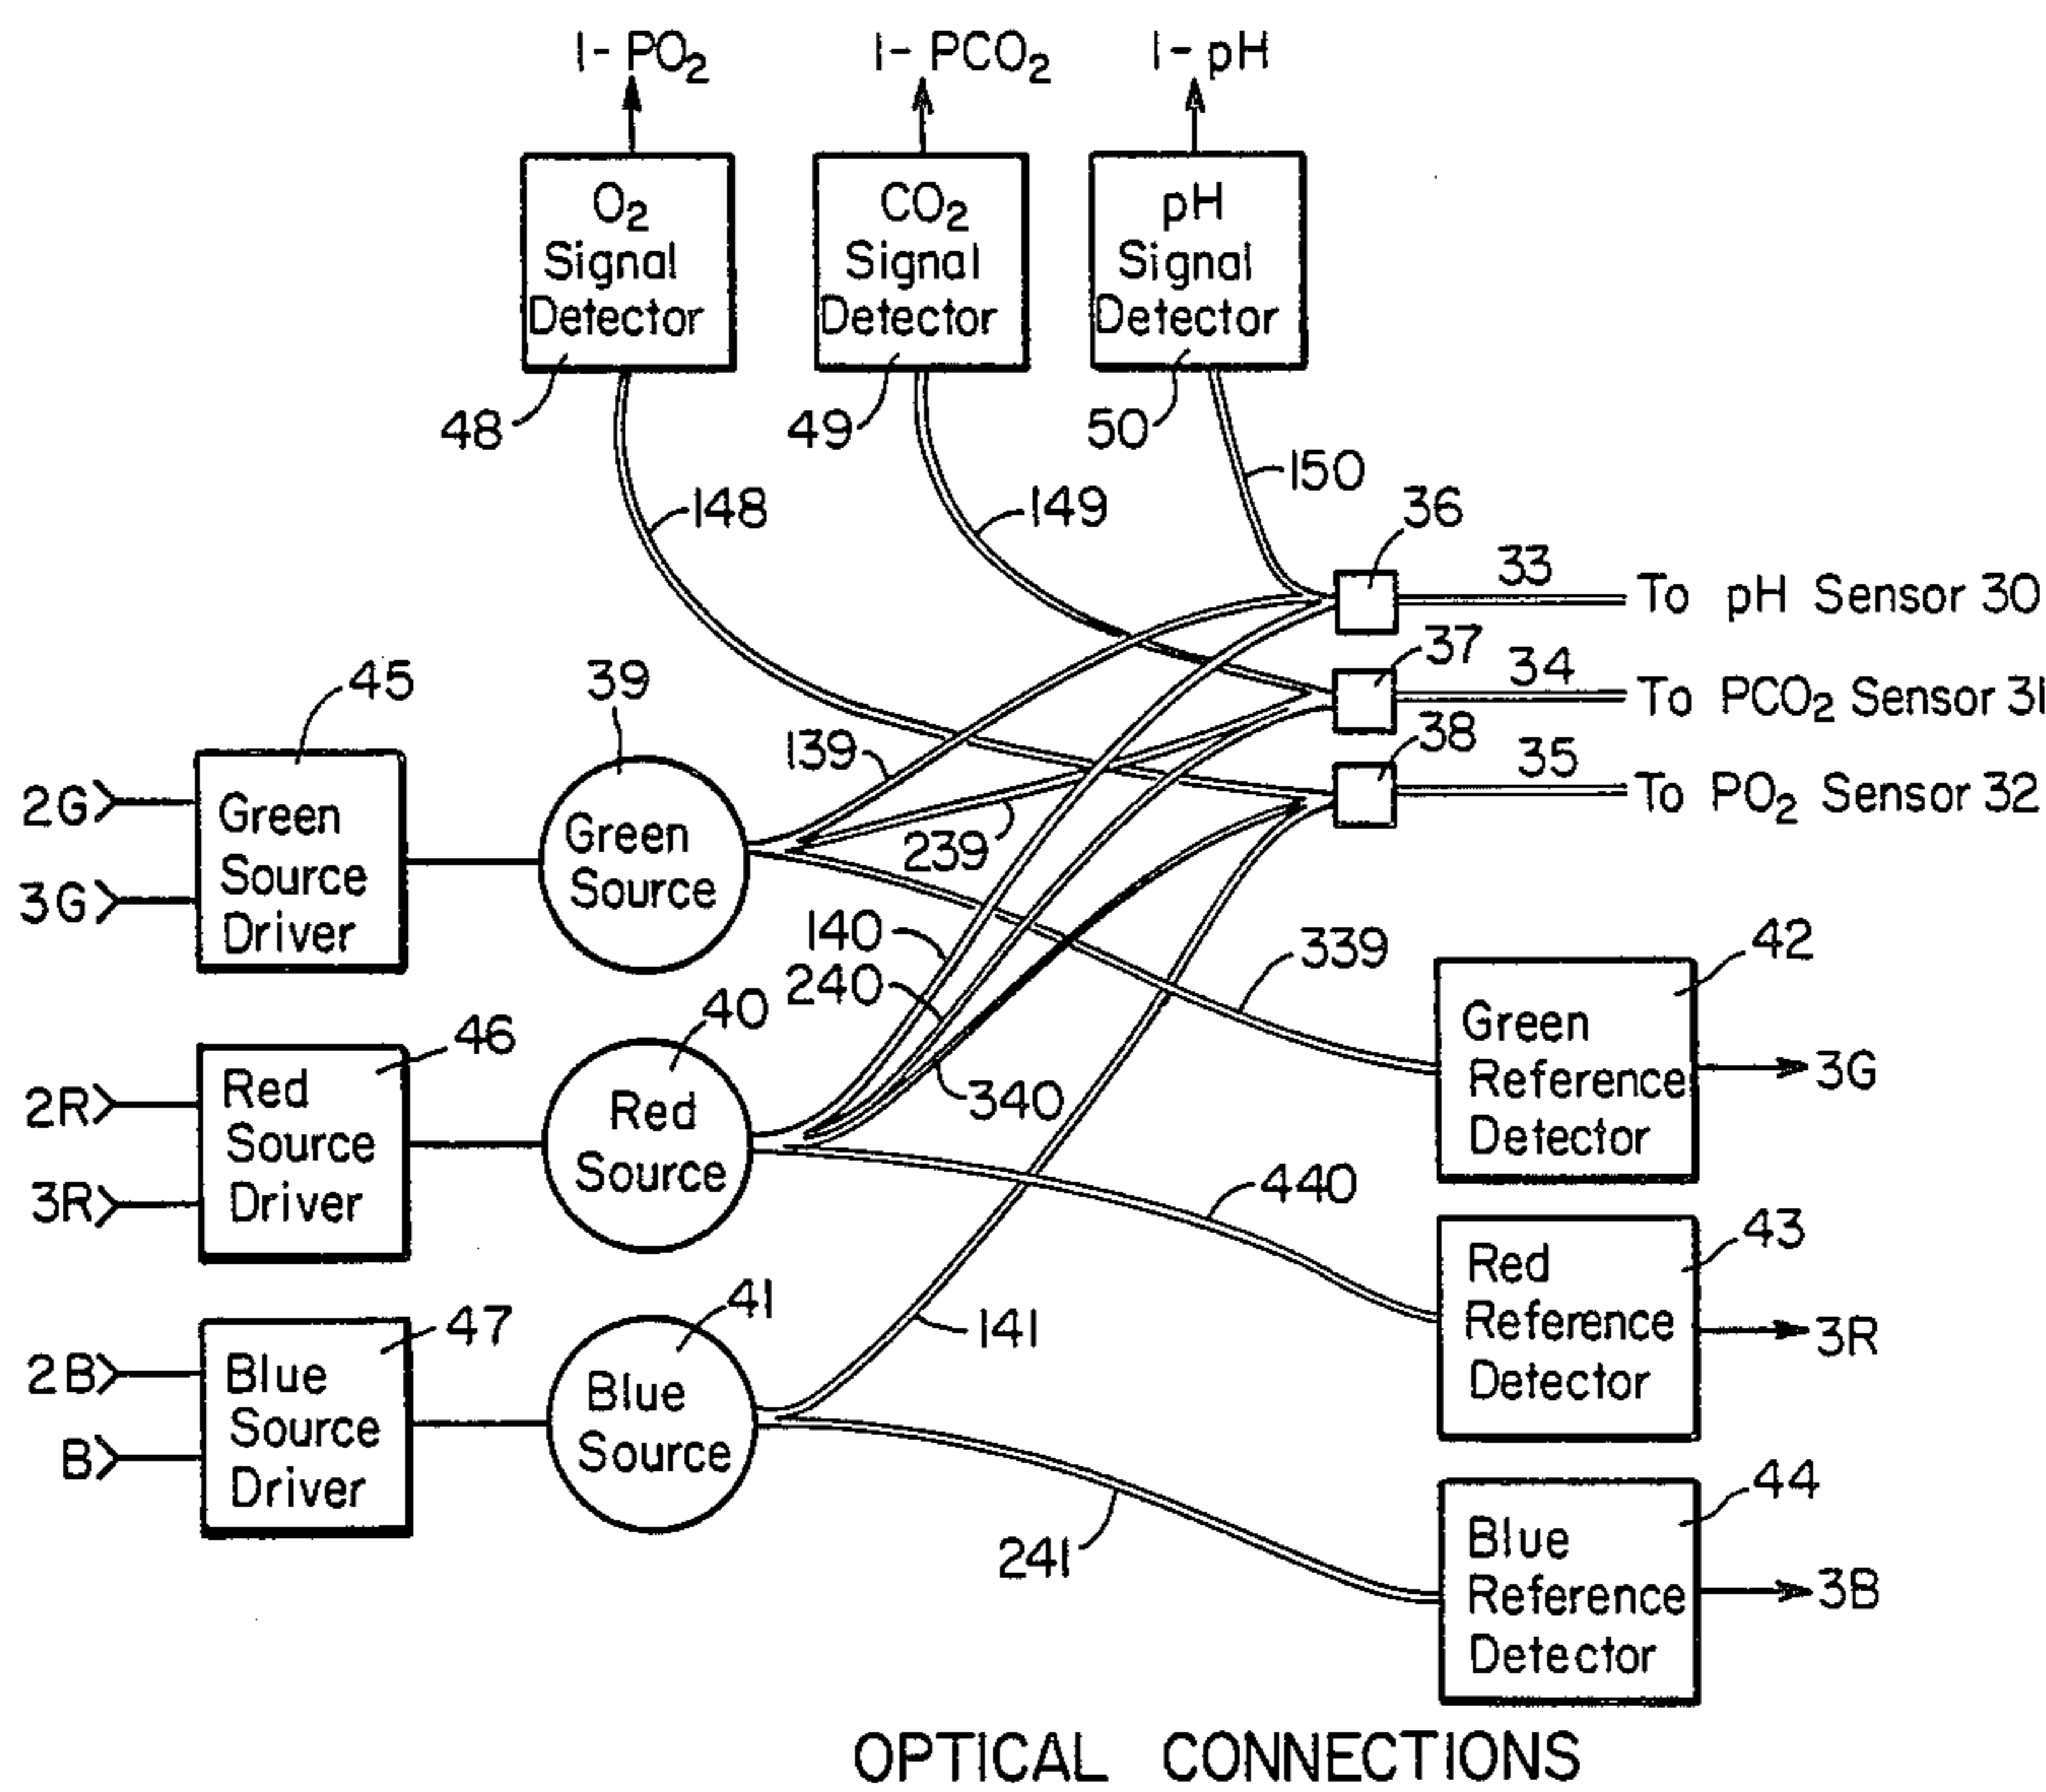 1-PO2
1-PCO2
1-pH
O2
Signal
Detector
CO2
Signal
Detector
pH
Signal
Detector
48
49
50
148
149
150
36
33
To pH Sensor 30
37
34
To PCO2 Sensor 31
38
35
To PO2 Sensor 32
45
39
139
239
2G
3G
Green
Source
Driver
Green
Source
140
240
339
42
Green
Reference
Detector
3G
46
40
340
2R
3R
Red
Source
Driver
Red
Source
440
43
Red
Reference
Detector
3R
47
41
141
2B
B
Blue
Source
Driver
Blue
Source
241
44
Blue
Reference
Detector
3B
OPTICAL CONNECTIONS